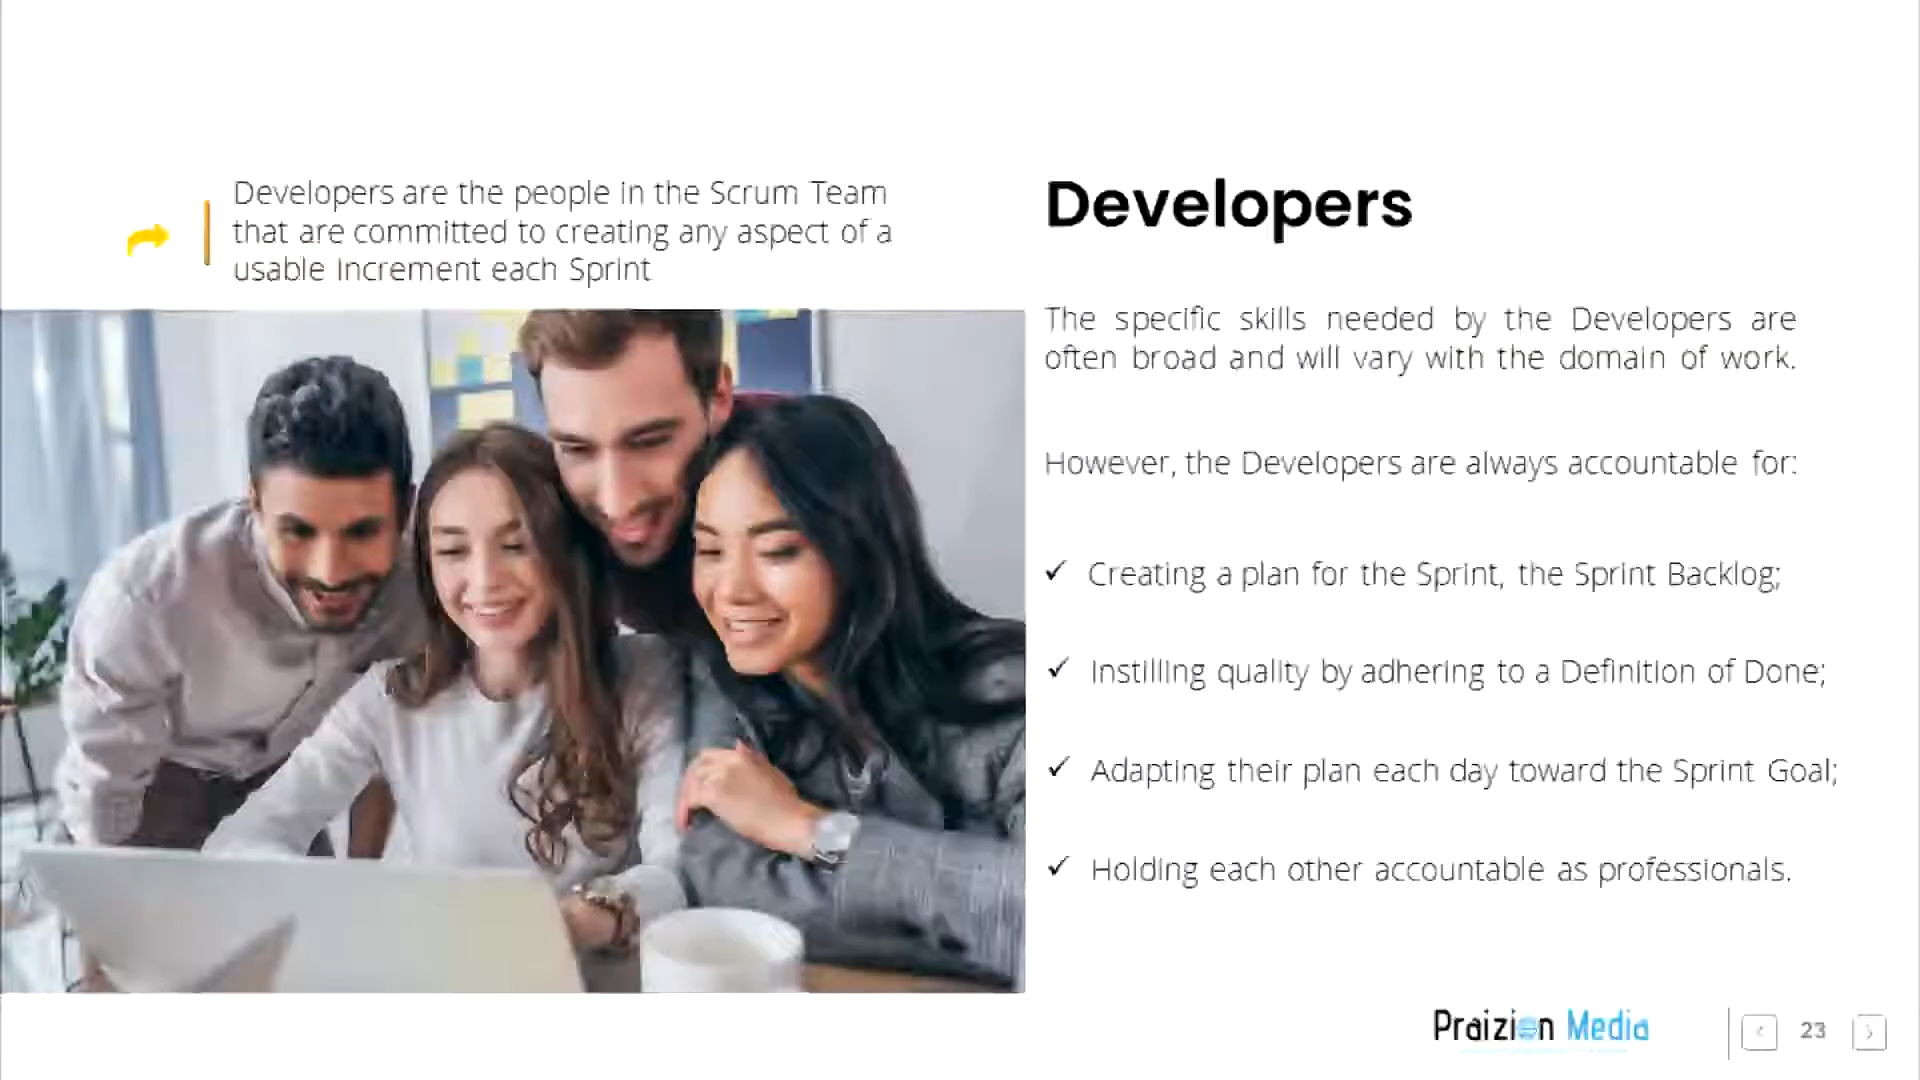 Developers are the people in the Scrum Team
that are committed to creating any aspect of a
usable Increment each Sprint
Developers
The specific skills needed by the Developers are
often broad and will vary with the domain of work.
However, the Developers are always accountable for:
✓ Creating a plan for the Sprint, the Sprint Backlog;
✓ Instilling quality by adhering to a Definition of Done;
✓ Adapting their plan each day toward the Sprint Goal;
✓ Holding each other accountable as professionals.
Praizion Media
‹ 23 ›